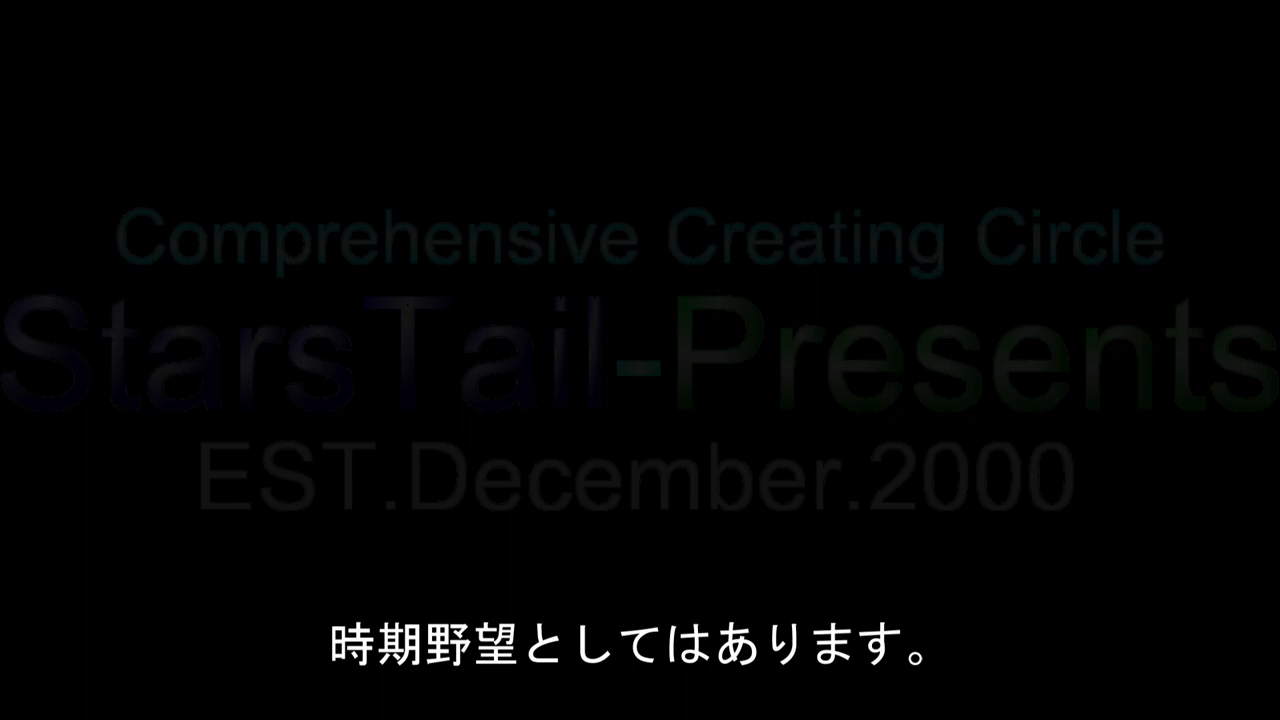 Comprehensive Creating Circle
StarsTail-Presents
EST.December.2000
時期野望としてはあります。